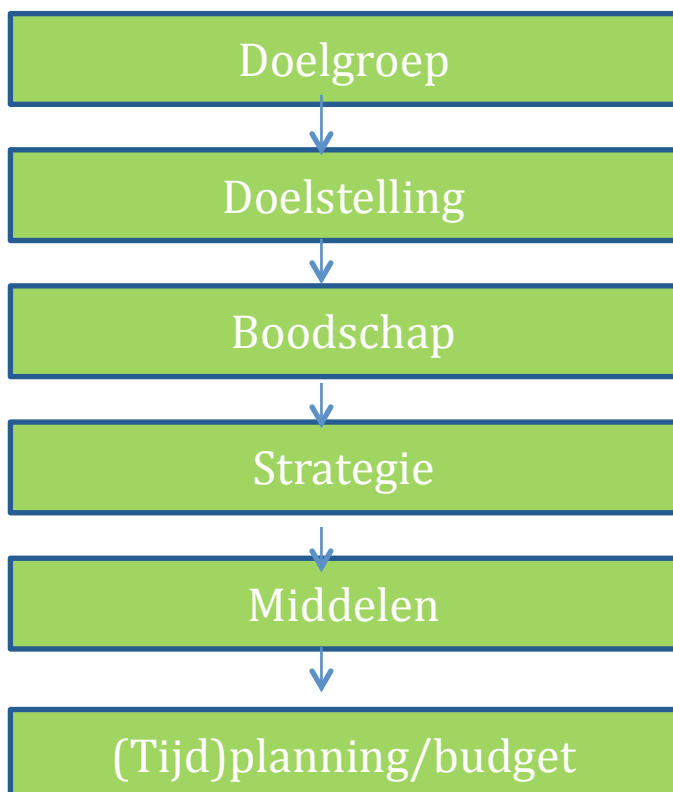 Doelgroep
Doelstelling
Boodschap
Strategie
Middelen
(Tijd)planning/budget